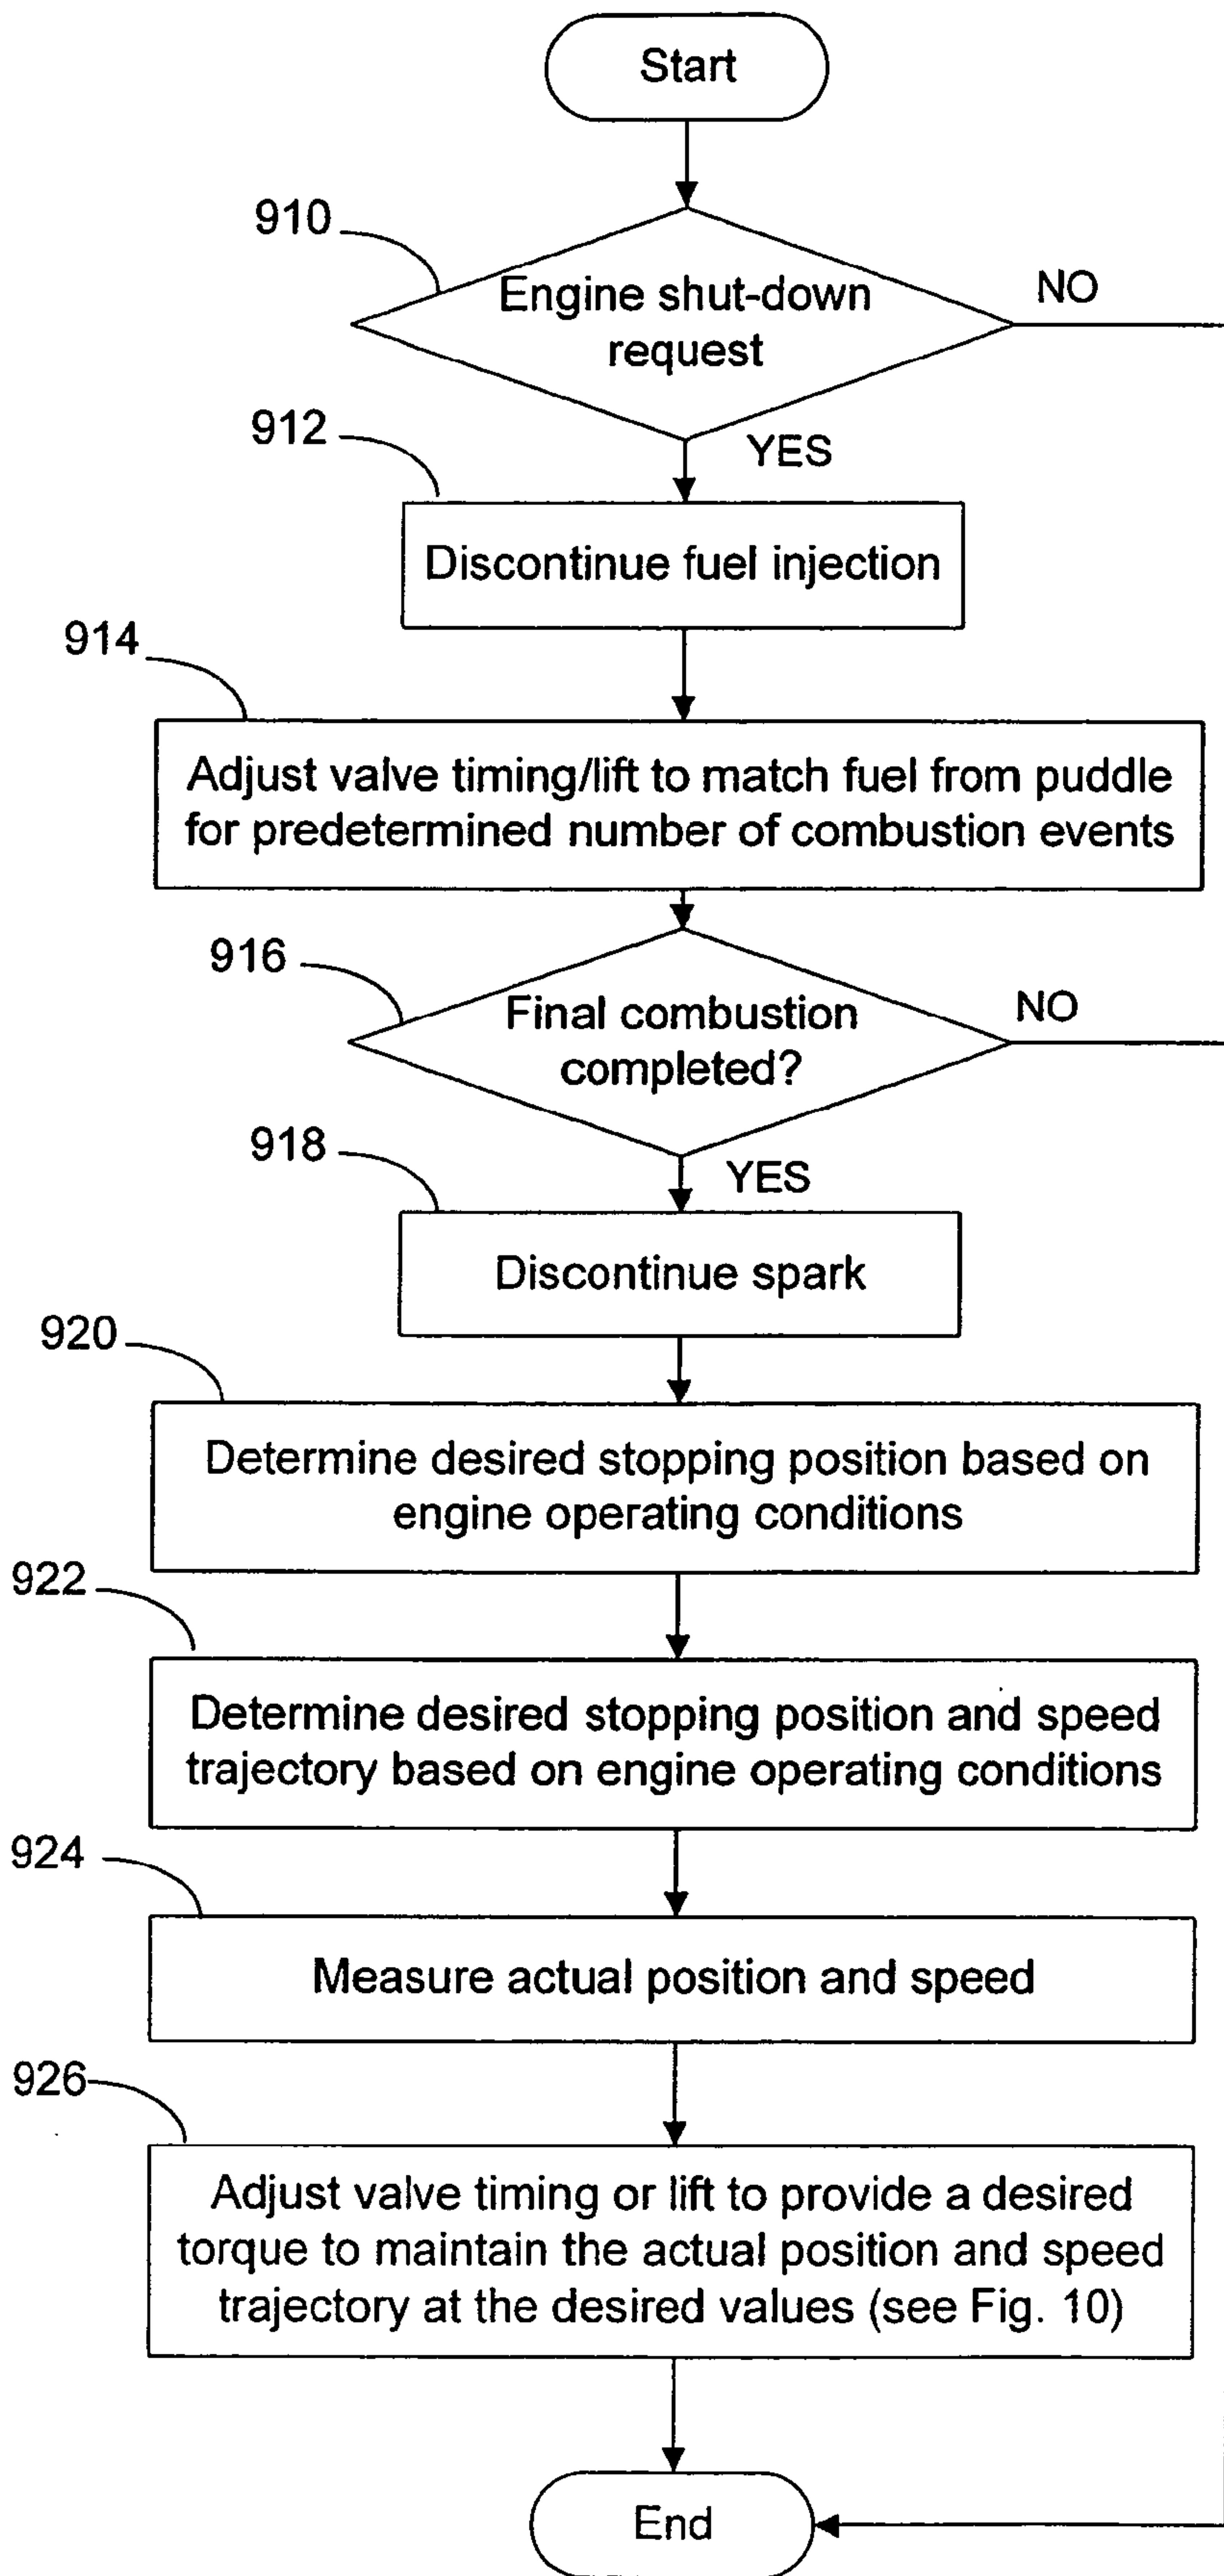 Start
910
Engine shut-down
request
NO
912
YES
Discontinue fuel injection
914
Adjust valve timing/lift to match fuel from puddle
for predetermined number of combustion events
916
Final combustion
completed?
NO
918
YES
Discontinue spark
920
Determine desired stopping position based on
engine operating conditions
922
Determine desired stopping position and speed
trajectory based on engine operating conditions
924
Measure actual position and speed
926
Adjust valve timing or lift to provide a desired
torque to maintain the actual position and speed
trajectory at the desired values (see Fig. 10)
End